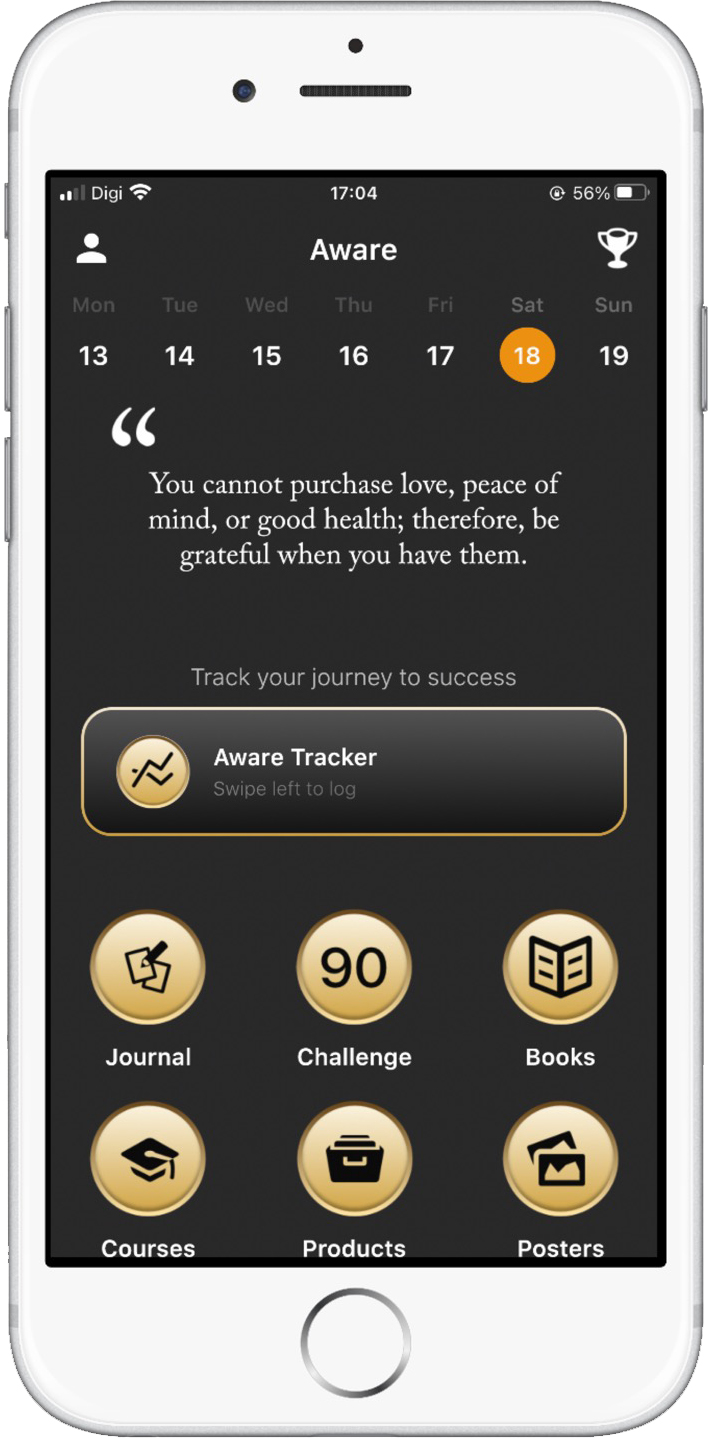 Digi 17:04 56%
Aware
Mon Tue Wed Thu Fri Sat Sun
13 14 15 16 17 18 19
“
You cannot purchase love, peace of
mind, or good health; therefore, be
grateful when you have them.
Track your journey to success
Aware Tracker
Swipe left to log
90
Journal Challenge Books
Courses Products Posters